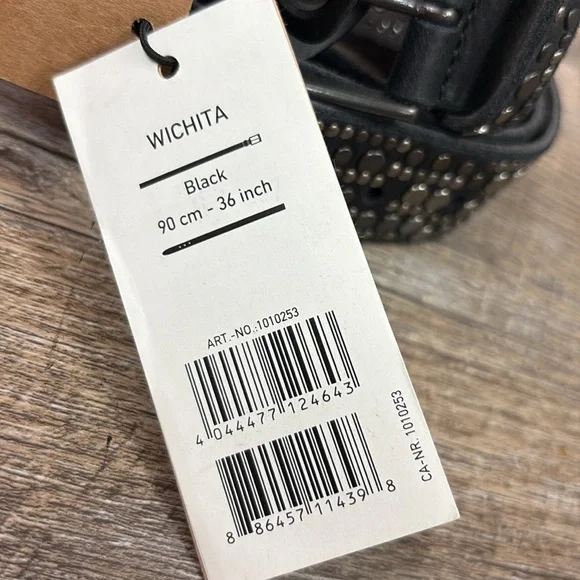 WICHITA
Black
90 cm - 36 inch
ART.-NO.:1010253
4 044477 124643
8 86457 11439 8
CA-NR. 1010253